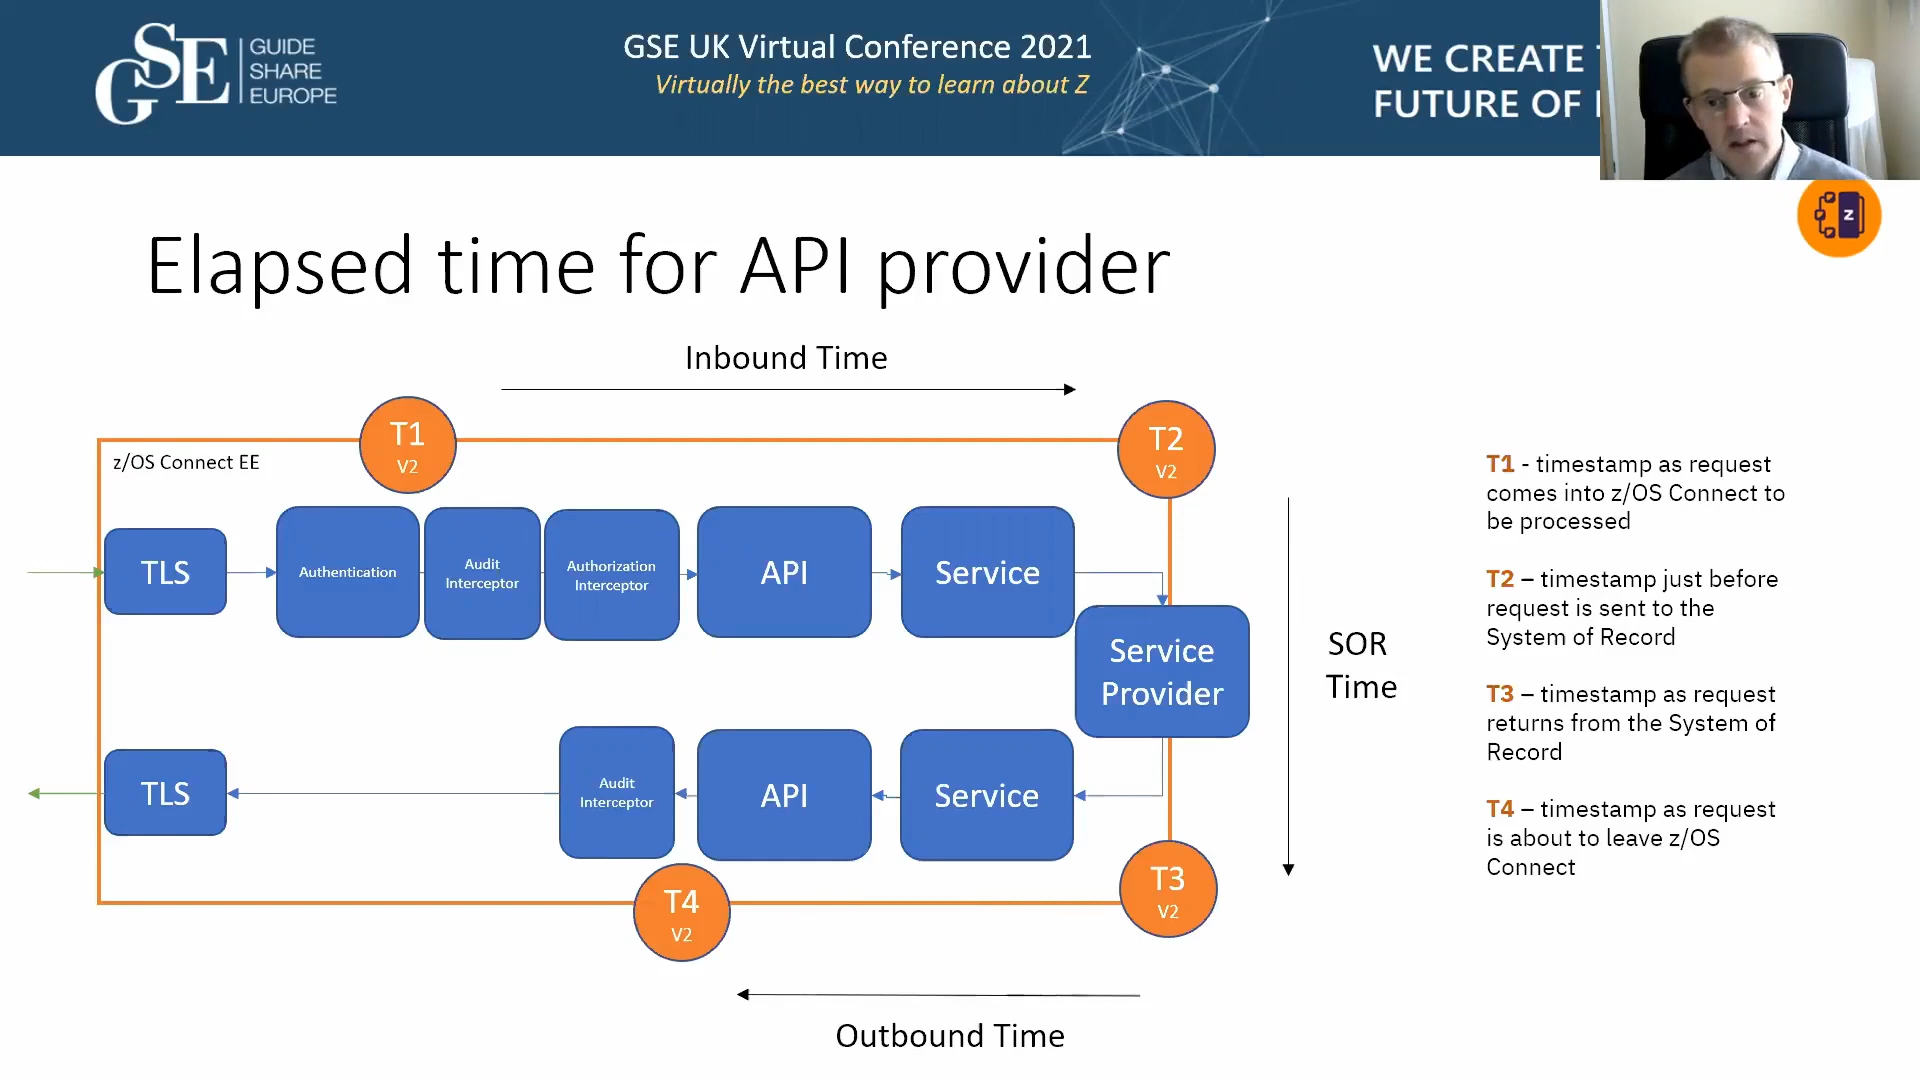 GSE
GUIDE
SHARE
EUROPE
GSE UK Virtual Conference 2021
Virtually the best way to learn about Z
WE CREATE
FUTURE OF
Elapsed time for API provider
Inbound Time
T1
V2
T2
V2
z/OS Connect EE
TLS
Authentication
Audit
Interceptor
Authorization
Interceptor
API
Service
Service
Provider
SOR
Time
TLS
Audit
Interceptor
API
Service
T4
V2
T3
V2
Outbound Time
T1 - timestamp as request
comes into z/OS Connect to
be processed
T2 – timestamp just before
request is sent to the
System of Record
T3 – timestamp as request
returns from the System of
Record
T4 – timestamp as request
is about to leave z/OS
Connect
Z